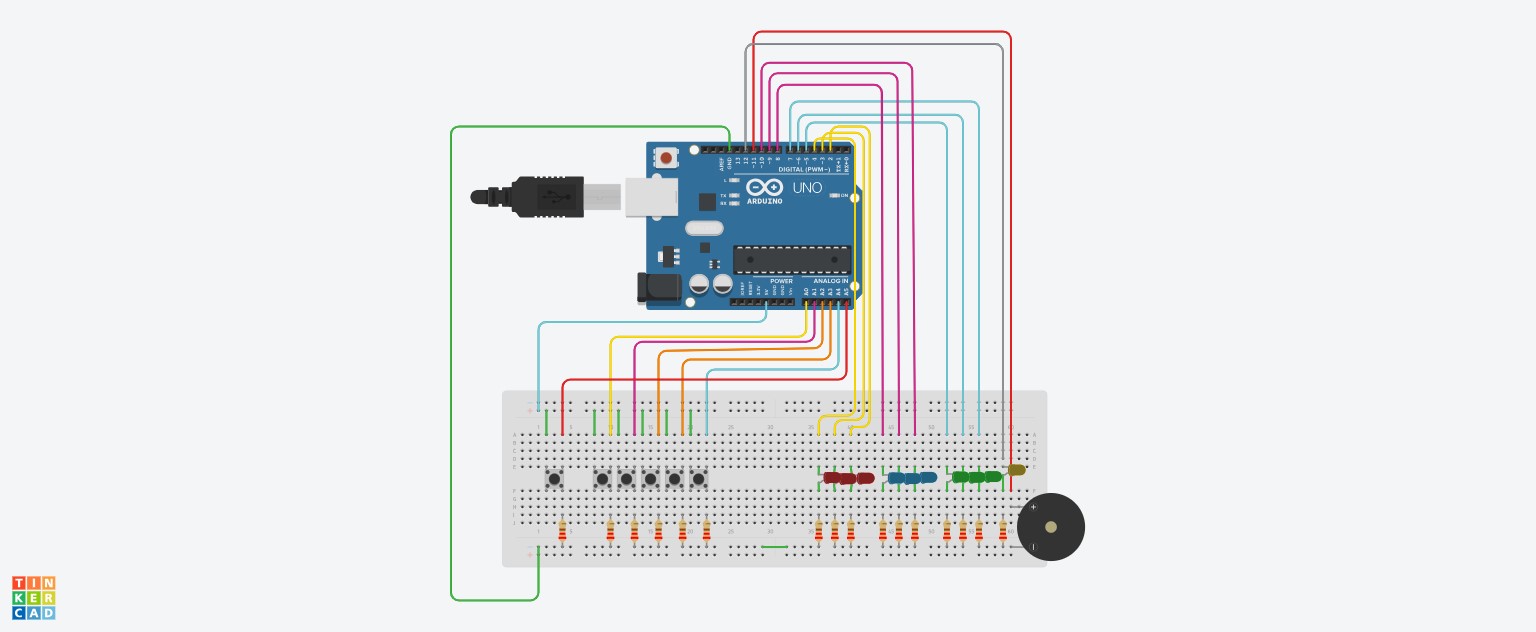 AREF
GND
13
12
~11
~10
~9
8
7
~6
~5
4
~3
2
TX→1
RX←0
DIGITAL (PWM~)
L
TX
RX
UNO
ARDUINO
ON
POWER
ANALOG IN
IOREF
RESET
3.3V
5V
GND
GND
Vin
A0
A1
A2
A3
A4
A5
TIN
KER
CAD